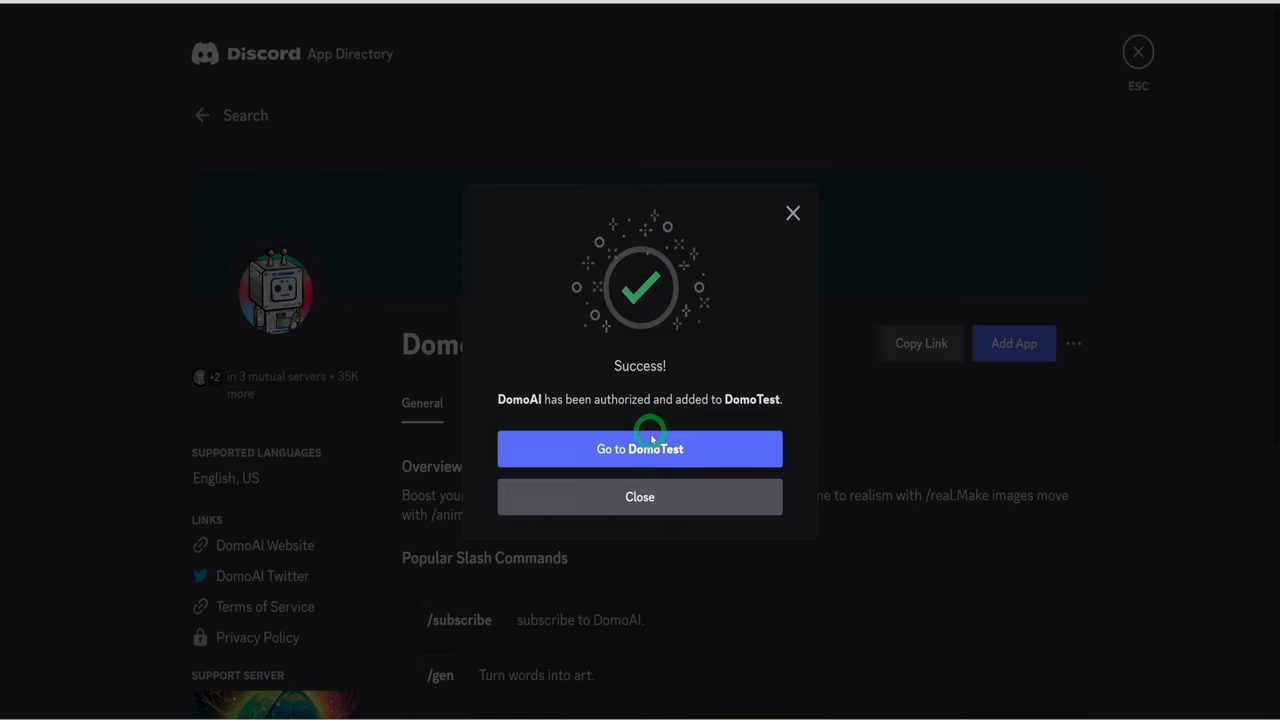 Discord App Directory
ESC
Search
Success!
DomoAI has been authorized and added to DomoTest.
Go to DomoTest
Close
Copy Link
Add App
+2 in 3 mutual servers + 35K
more
General
SUPPORTED LANGUAGES
English, US
LINKS
DomoAI Website
DomoAI Twitter
Terms of Service
Privacy Policy
SUPPORT SERVER
Overview
Boost you
me to realism with /real.Make images move
with /anim
Popular Slash Commands
/subscribe subscribe to DomoAI.
/gen Turn words into art.